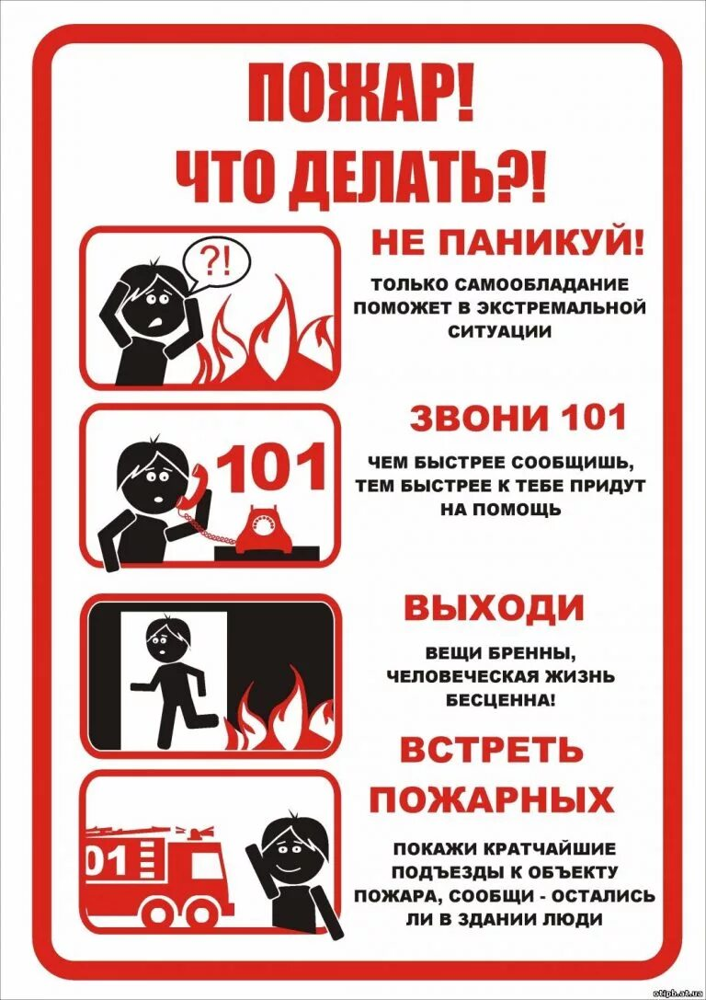 ПОЖАР!
ЧТО ДЕЛАТЬ?!
?!
НЕ ПАНИКУЙ!
ТОЛЬКО САМООБЛАДАНИЕ
ПОМОЖЕТ В ЭКСТРЕМАЛЬНОЙ
СИТУАЦИИ
101
ЗВОНИ 101
ЧЕМ БЫСТРЕЕ СООБЩИШЬ,
ТЕМ БЫСТРЕЕ К ТЕБЕ ПРИДУТ
НА ПОМОЩЬ
ВЫХОДИ
ВЕЩИ БРЕННЫ,
ЧЕЛОВЕЧЕСКАЯ ЖИЗНЬ
БЕСЦЕННА!
ВСТРЕТЬ
ПОЖАРНЫХ
01
ПОКАЖИ КРАТЧАЙШИЕ
ПОДЪЕЗДЫ К ОБЪЕКТУ
ПОЖАРА, СООБЩИ - ОСТАЛИСЬ
ЛИ В ЗДАНИИ ЛЮДИ
otipb.at.ua